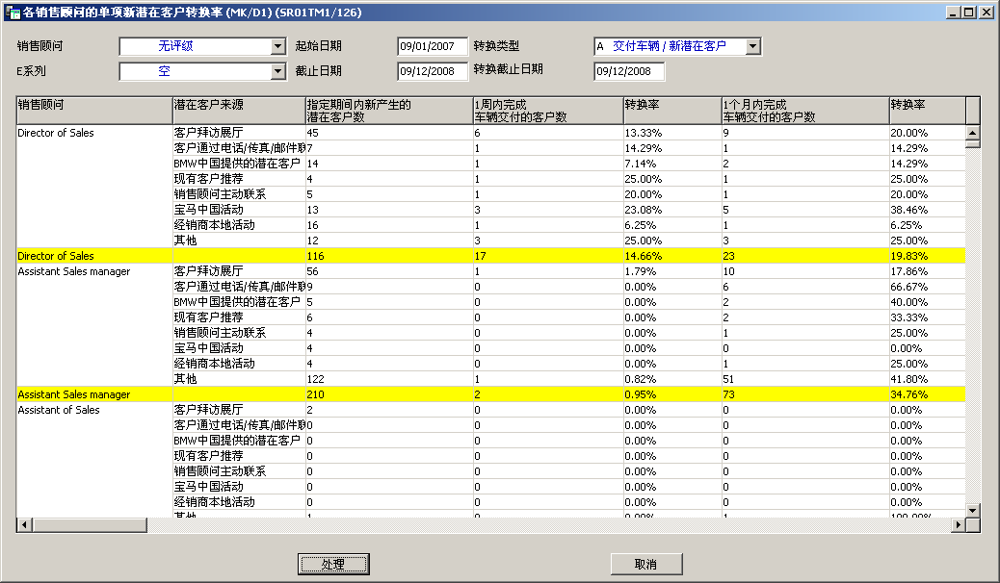 各销售顾问的单项新潜在客户转换率 (MK/D1) (SR01TM1/126)
销售顾问 无评级 起始日期 09/01/2007 转换类型 A 交付车辆 / 新潜在客户
E系列 空 截止日期 09/12/2008 转换截止日期 09/12/2008
销售顾问 潜在客户来源 指定期间内新产生的 1周内完成 转换率 1个月内完成 转换率
潜在客户数 车辆交付的客户数 车辆交付的客户数
Director of Sales 客户拜访展厅 45 6 13.33% 9 20.00%
客户通过电话/传真/邮件联 7 1 14.29% 1 14.29%
BMW中国提供的潜在客户 14 1 7.14% 2 14.29%
现有客户推荐 4 1 25.00% 1 25.00%
销售顾问主动联系 5 1 20.00% 1 20.00%
宝马中国活动 13 3 23.08% 5 38.46%
经销商本地活动 16 1 6.25% 1 6.25%
其他 12 3 25.00% 3 25.00%
Director of Sales 116 17 14.66% 23 19.83%
Assistant Sales manager 客户拜访展厅 56 1 1.79% 10 17.86%
客户通过电话/传真/邮件联 9 0 0.00% 6 66.67%
BMW中国提供的潜在客户 5 0 0.00% 2 40.00%
现有客户推荐 6 0 0.00% 2 33.33%
销售顾问主动联系 4 0 0.00% 1 25.00%
宝马中国活动 4 0 0.00% 0 0.00%
经销商本地活动 4 0 0.00% 1 25.00%
其他 122 1 0.82% 51 41.80%
Assistant Sales manager 210 2 0.95% 73 34.76%
Assistant of Sales 客户拜访展厅 2 0 0.00% 0 0.00%
客户通过电话/传真/邮件联 0 0 0.00% 0 0.00%
BMW中国提供的潜在客户 0 0 0.00% 0 0.00%
现有客户推荐 0 0 0.00% 0 0.00%
销售顾问主动联系 0 0 0.00% 0 0.00%
宝马中国活动 0 0 0.00% 0 0.00%
经销商本地活动 0 0 0.00% 0 0.00%
其他 1 0 0.00% 1 100.00%
处理 取消